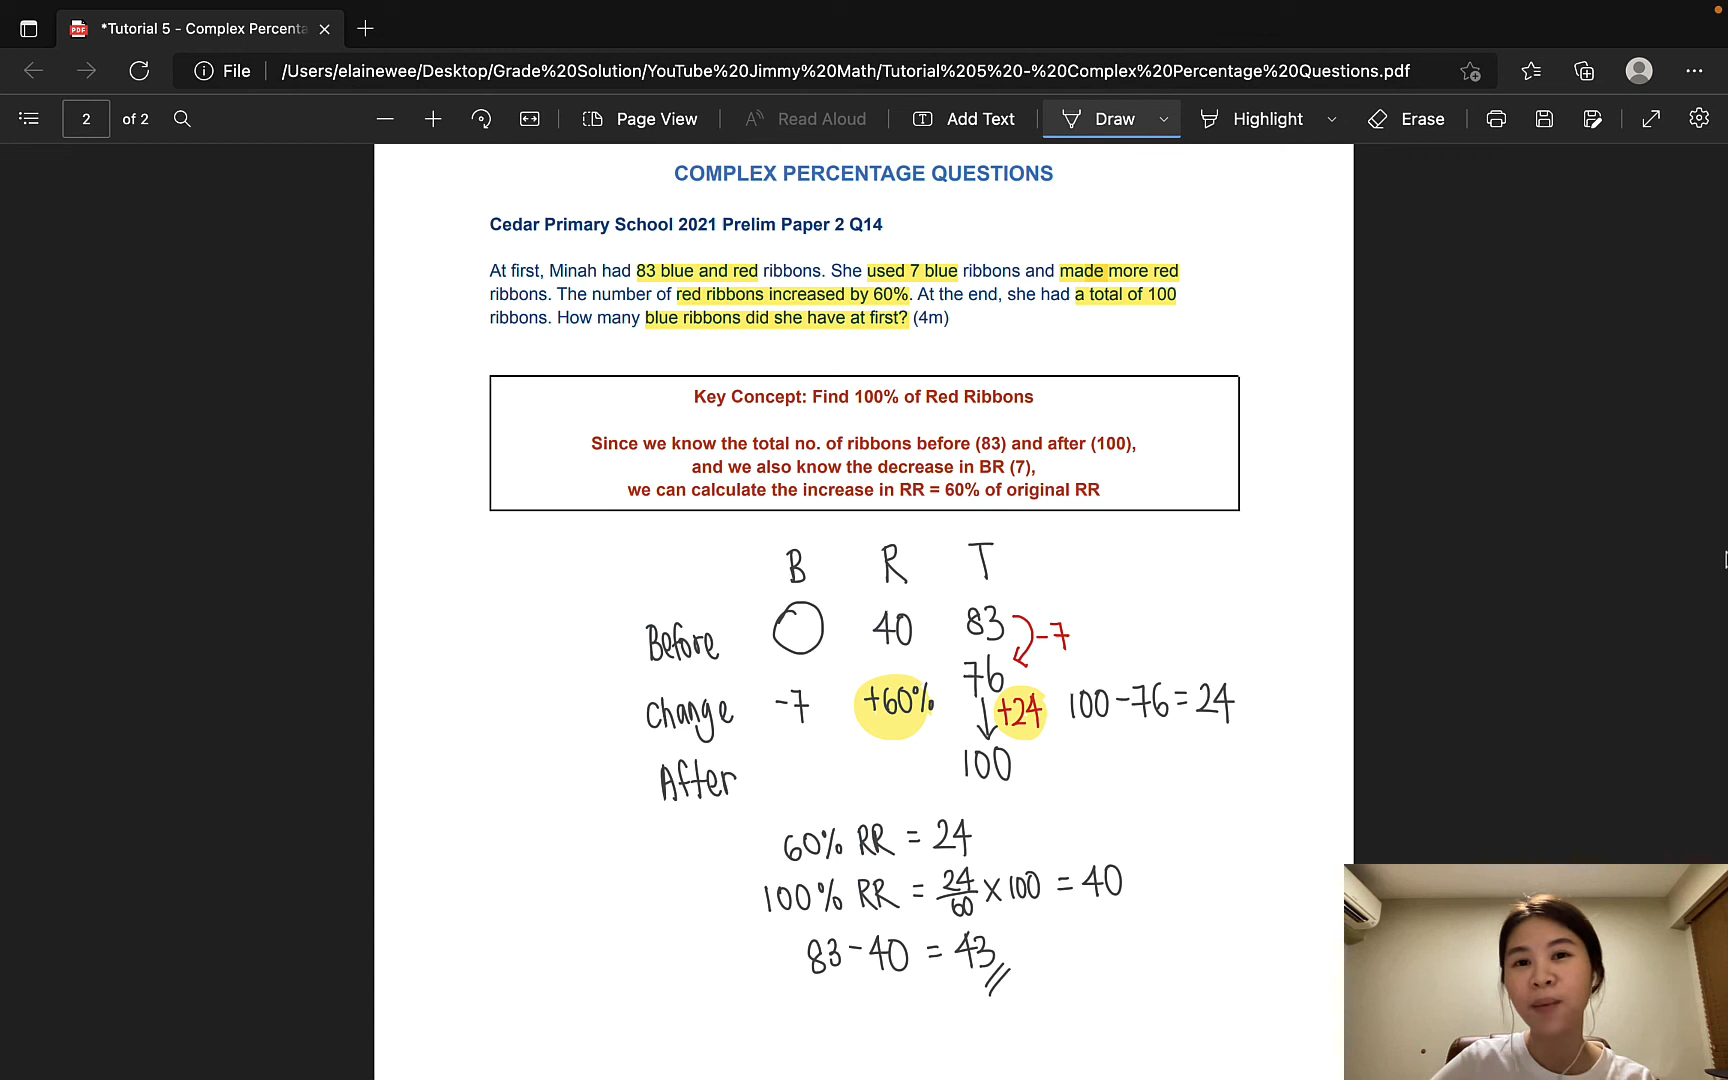 *Tutorial 5 - Complex Percenta
File /Users/elainewee/Desktop/Grade%20Solution/YouTube%20Jimmy%20Math/Tutorial%205%20-%20Complex%20Percentage%20Questions.pdf
2 of 2 Page View Read Aloud Add Text Draw Highlight Erase
COMPLEX PERCENTAGE QUESTIONS
Cedar Primary School 2021 Prelim Paper 2 Q14
At first, Minah had 83 blue and red ribbons. She used 7 blue ribbons and made more red
ribbons. The number of red ribbons increased by 60%. At the end, she had a total of 100
ribbons. How many blue ribbons did she have at first? (4m)
Key Concept: Find 100% of Red Ribbons
Since we know the total no. of ribbons before (83) and after (100),
and we also know the decrease in BR (7),
we can calculate the increase in RR = 60% of original RR
B R T
Before 40 83 -7
76
Change -7 +60% +24 100-76=24
After 100
60% RR = 24
100% RR = 24/60 × 100 = 40
83-40 = 43